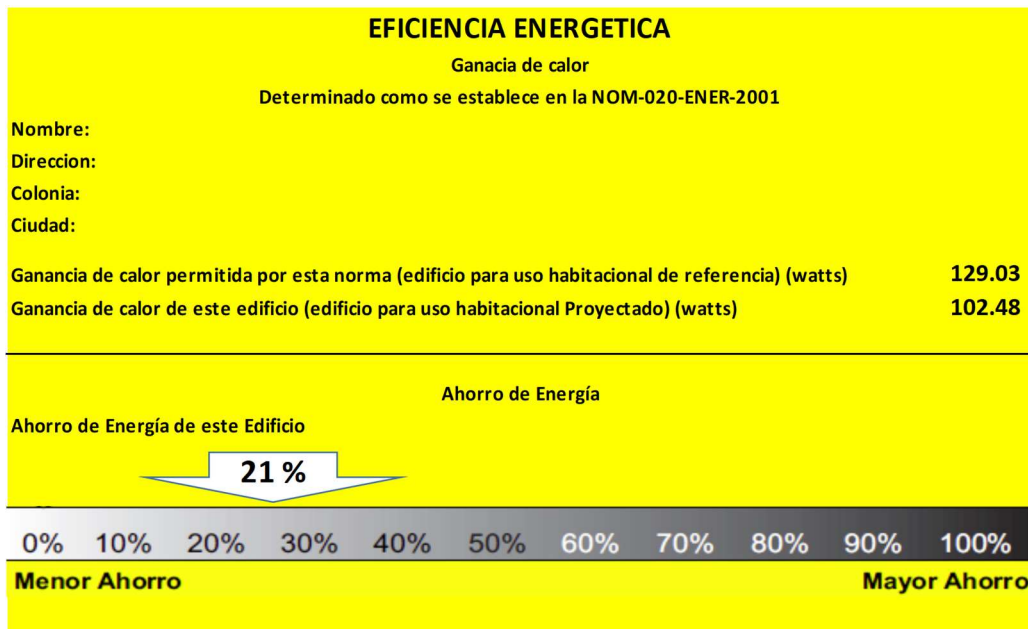 EFICIENCIA ENERGETICA
Ganacia de calor
Determinado como se establece en la NOM-020-ENER-2001
Nombre:
Direccion:
Colonia:
Ciudad:
Ganancia de calor permitida por esta norma (edificio para uso habitacional de referencia) (watts) 129.03
Ganancia de calor de este edificio (edificio para uso habitacional Proyectado) (watts) 102.48
Ahorro de Energía
Ahorro de Energía de este Edificio
21 %
0% 10% 20% 30% 40% 50% 60% 70% 80% 90% 100%
Menor Ahorro Mayor Ahorro